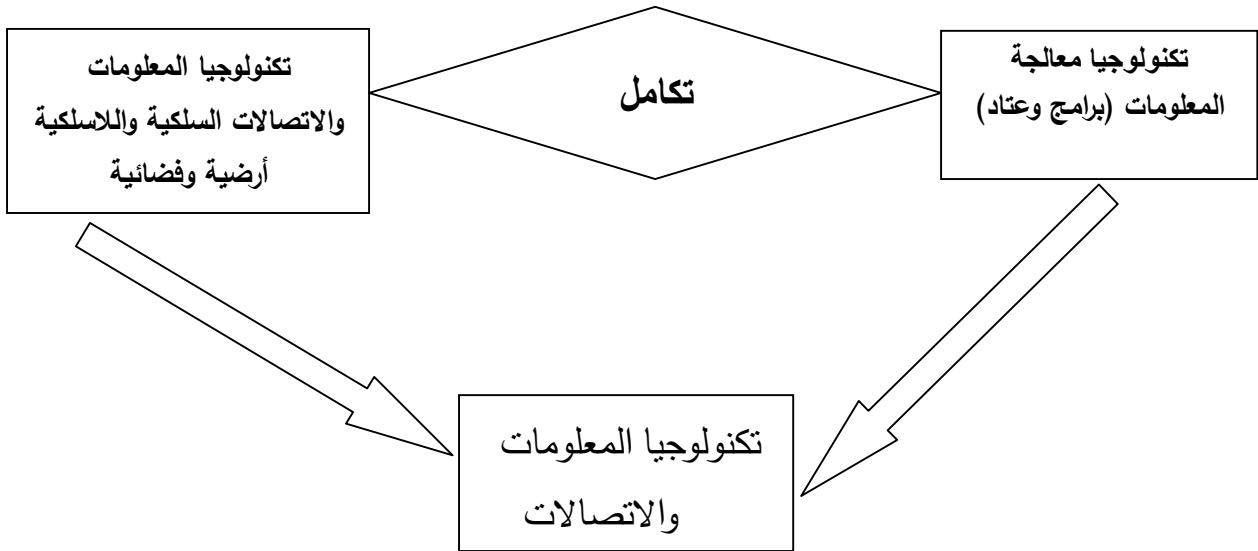 تكنولوجيا معالجة
المعلومات (برامج وعتاد)
تكامل
تكنولوجيا المعلومات
والاتصالات السلكية واللاسلكية
أرضية وفضائية
تكنولوجيا المعلومات
والاتصالات